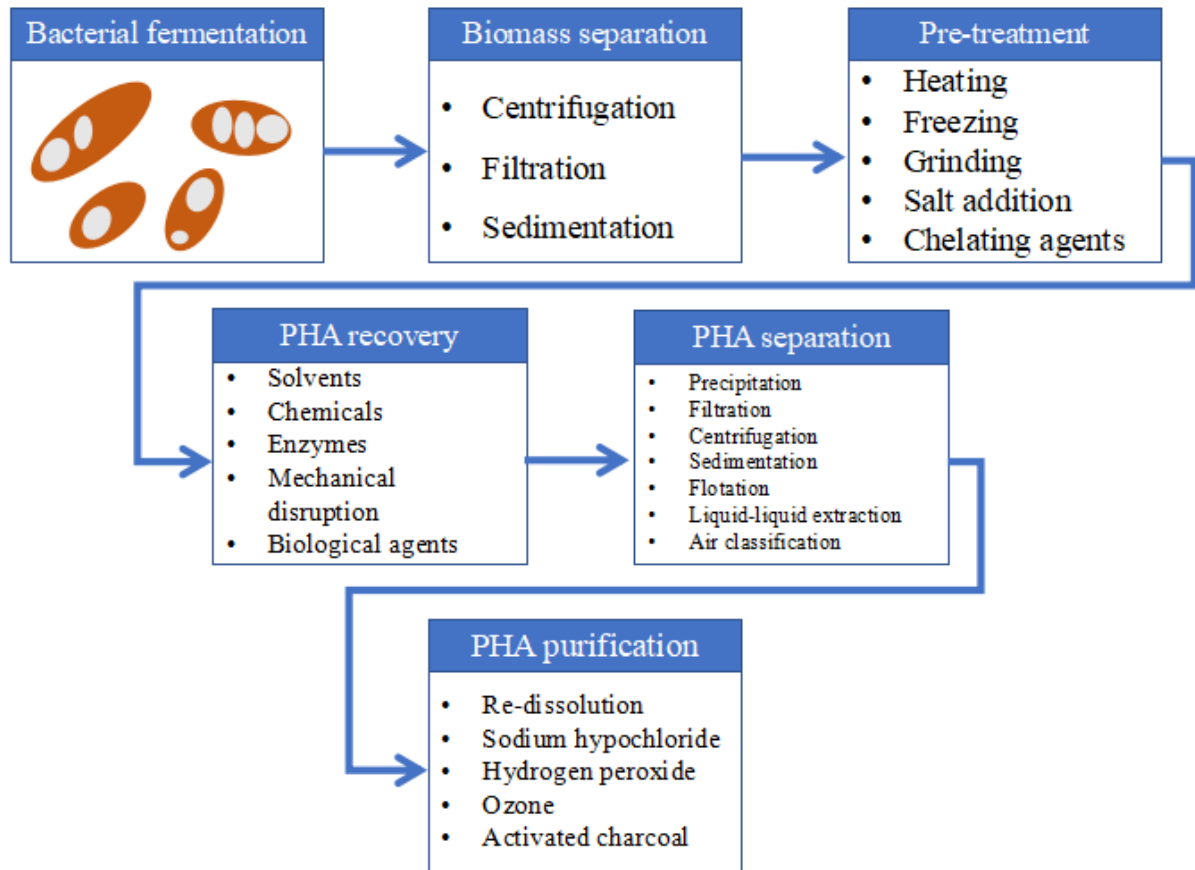 Bacterial fermentation
Biomass separation
• Centrifugation
• Filtration
• Sedimentation
Pre-treatment
• Heating
• Freezing
• Grinding
• Salt addition
• Chelating agents
PHA recovery
• Solvents
• Chemicals
• Enzymes
• Mechanical
disruption
• Biological agents
PHA separation
• Precipitation
• Filtration
• Centrifugation
• Sedimentation
• Flotation
• Liquid-liquid extraction
• Air classification
PHA purification
• Re-dissolution
• Sodium hypochloride
• Hydrogen peroxide
• Ozone
• Activated charcoal